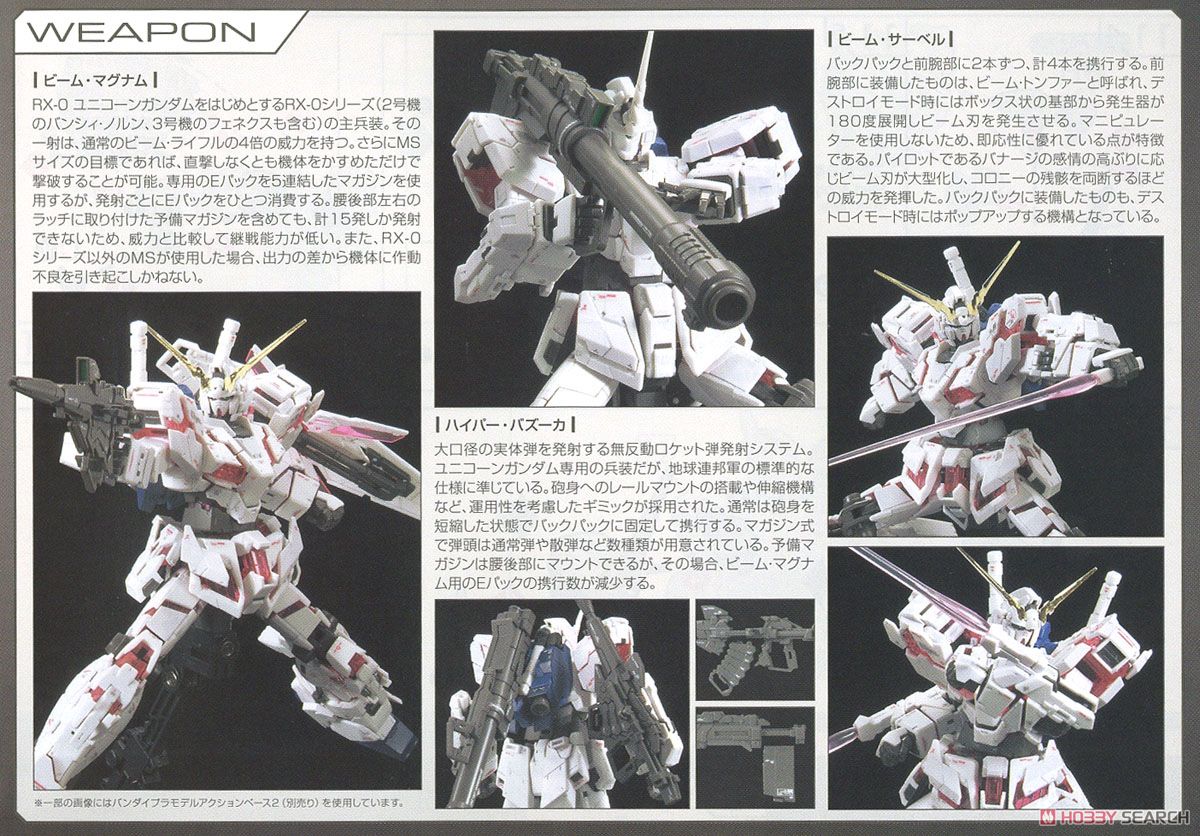 WEAPON
ビーム・マグナム
RX-0 ユニコーンガンダムをはじめとするRX-0シリーズ(2号機
のバンシィ・ノルン、3号機のフェネクスも含む)の主兵装。その
一射は、通常のビーム・ライフルの4倍の威力を持つ。さらにMS
サイズの目標であれば、直撃しなくとも機体をかすめただけで
撃破することが可能。専用のEパックを5連結したマガジンを使
用するが、発射ごとにEパックをひとつ消費する。腰後部左右の
ラッチに取り付けた予備マガジンを含めても、計15発しか発射
できないため、威力と比較して継戦能力が低い。また、RX-0
シリーズ以外のMSが使用した場合、出力の差から機体に作動
不良を引き起こしかねない。
※一部の画像にはバンダイプラモデルアクションベース2(別売り)を使用しています。
ハイパー・バズーカ
大口径の実体弾を発射する無反動ロケット弾発射システム。
ユニコーンガンダム専用の兵装だが、地球連邦軍の標準的な
仕様に準じている。砲身へのレールマウントの搭載や伸縮機構
など、運用性を考慮したギミックが採用された。通常は砲身を
短縮した状態でバックパックに固定して携行する。マガジン式
で弾頭は通常弾や散弾など数種類が用意されている。予備マ
ガジンは腰後部にマウントできるが、その場合、ビーム・マグナ
ム用のEパックの携行数が減少する。
ビーム・サーベル
バックパックと前腕部に2本ずつ、計4本を携行する。前
腕部に装備したものは、ビーム・トンファーと呼ばれ、デ
ストロイモード時にはボックス状の基部から発生器が
180度展開しビーム刃を発生させる。マニピュレー
ターを使用しないため、即応性に優れている点が特徴
である。パイロットであるバナージの感情の高ぶりに応
じビーム刃が大型化し、コロニーの残骸を両断するほど
の威力を発揮した。バックパックに装備したものも、デス
トロイモード時にはポップアップする機構となっている。
HOBBY SEARCH